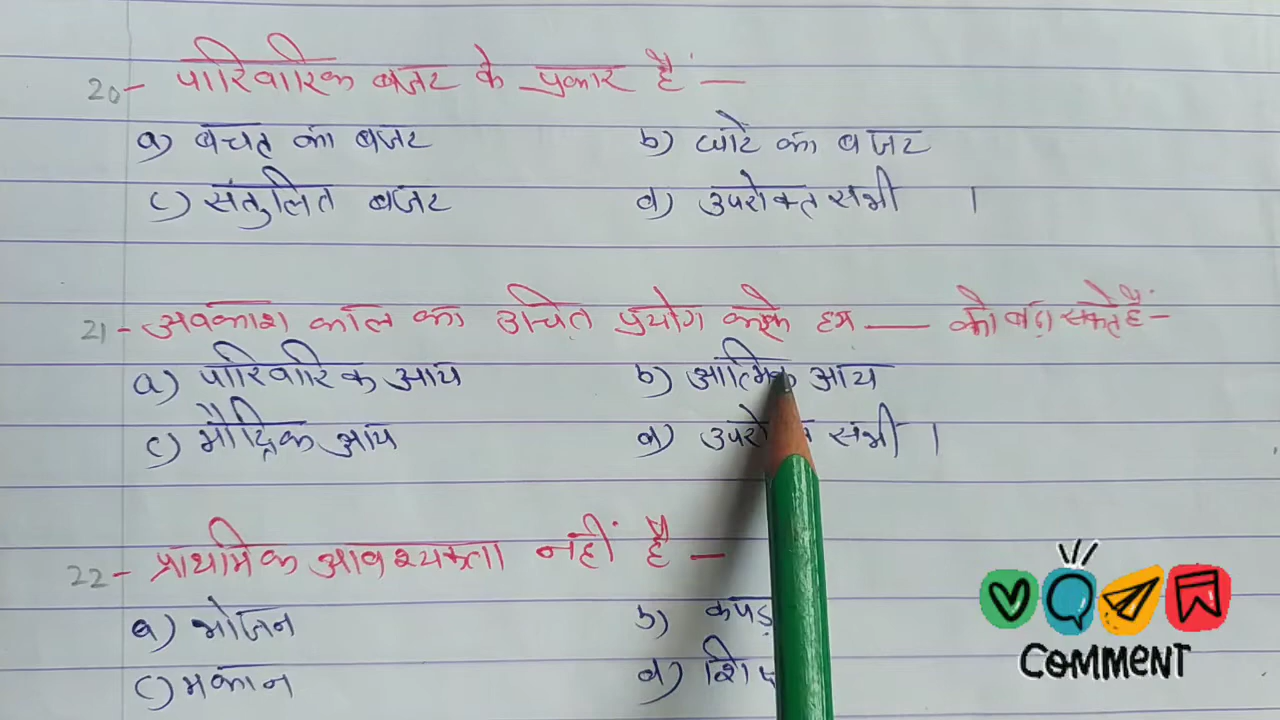 20- पारिवारिक बजट के प्रकार हैं —
a) बचत का बजट b) घाटे का बजट
c) संतुलित बजट d) उपरोक्त सभी ।
21- अवकाश काल का उचित प्रयोग करके हम — को बढ़ा सकते हैं -
a) पारिवारिक आय b) आत्मिक आय
c) मौद्रिक आय d) सभी ।
22- प्राथमिक आवश्यकता नहीं है -
a) भोजन b)
c) मकान d)
COMMENT